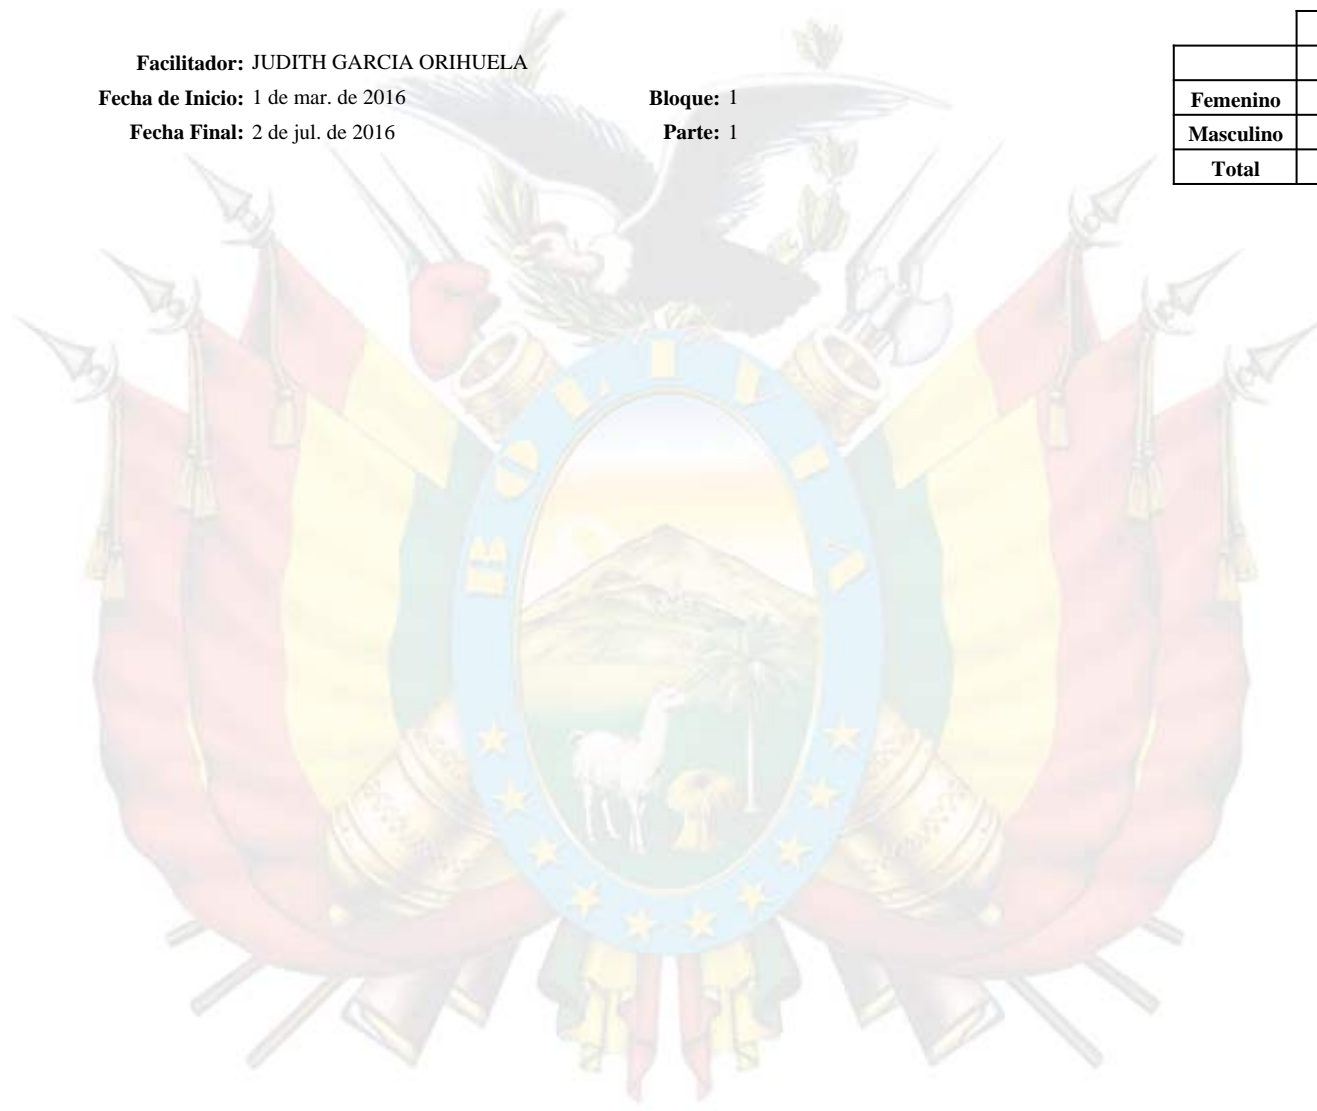 Facilitador: JUDITH GARCIA ORIHUELA
Fecha de Inicio: 1 de mar. de 2016 Bloque: 1
Fecha Final: 2 de jul. de 2016 Parte: 1
Femenino
Masculino
Total
BOLIVIA